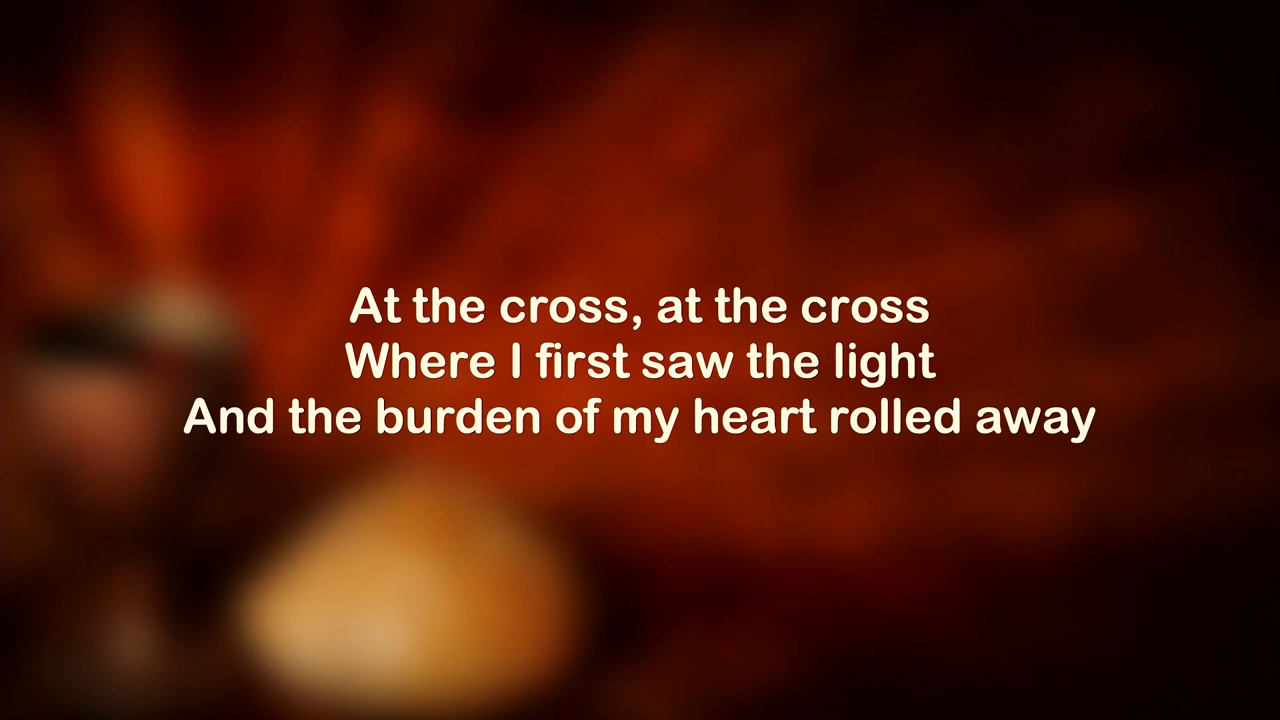 At the cross, at the cross
Where I first saw the light
And the burden of my heart rolled away